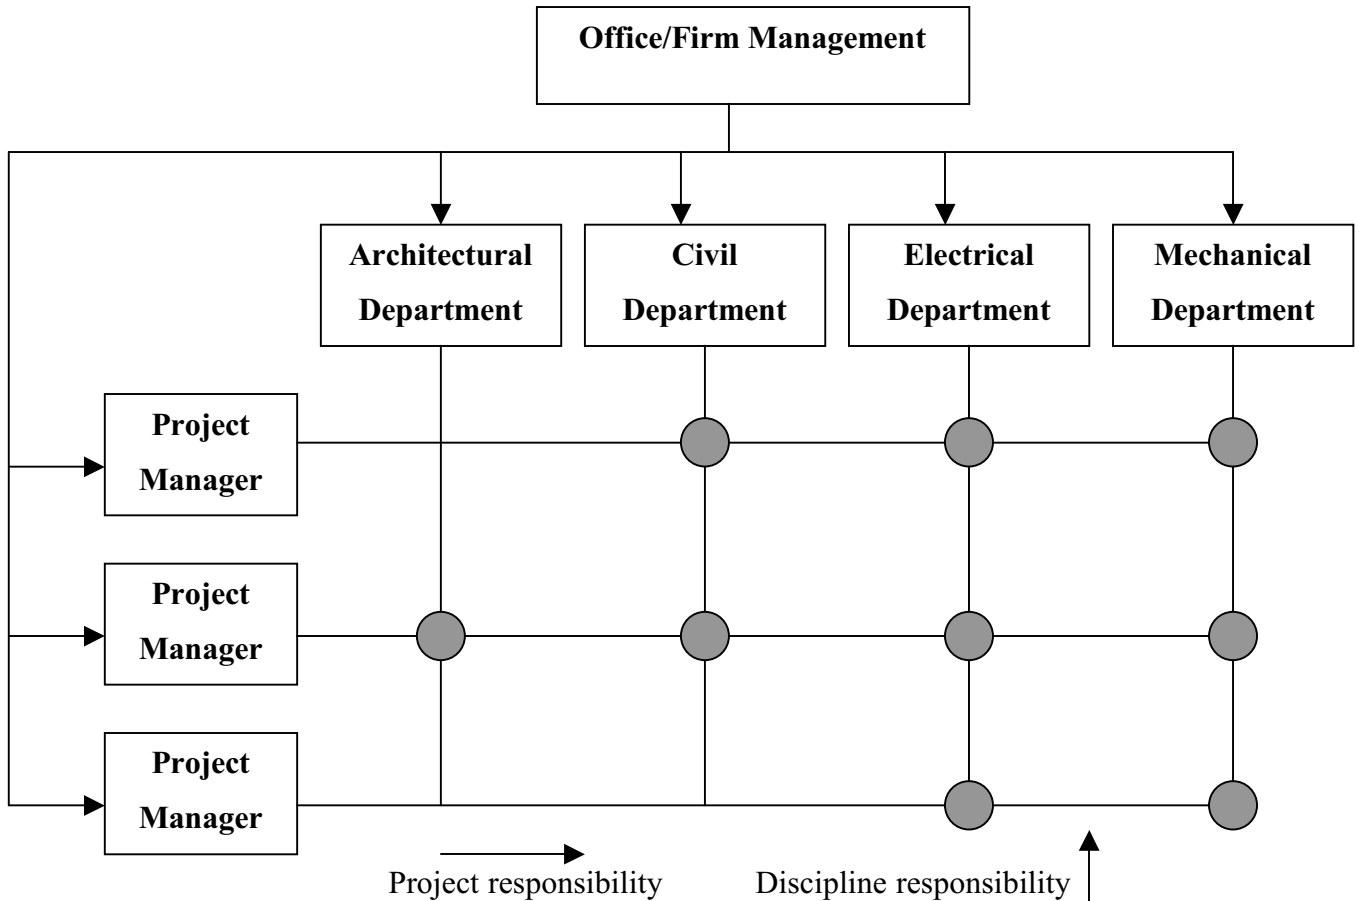 Office/Firm Management
Architectural
Department
Civil
Department
Electrical
Department
Mechanical
Department
Project
Manager
Project
Manager
Project
Manager
Project responsibility
Discipline responsibility